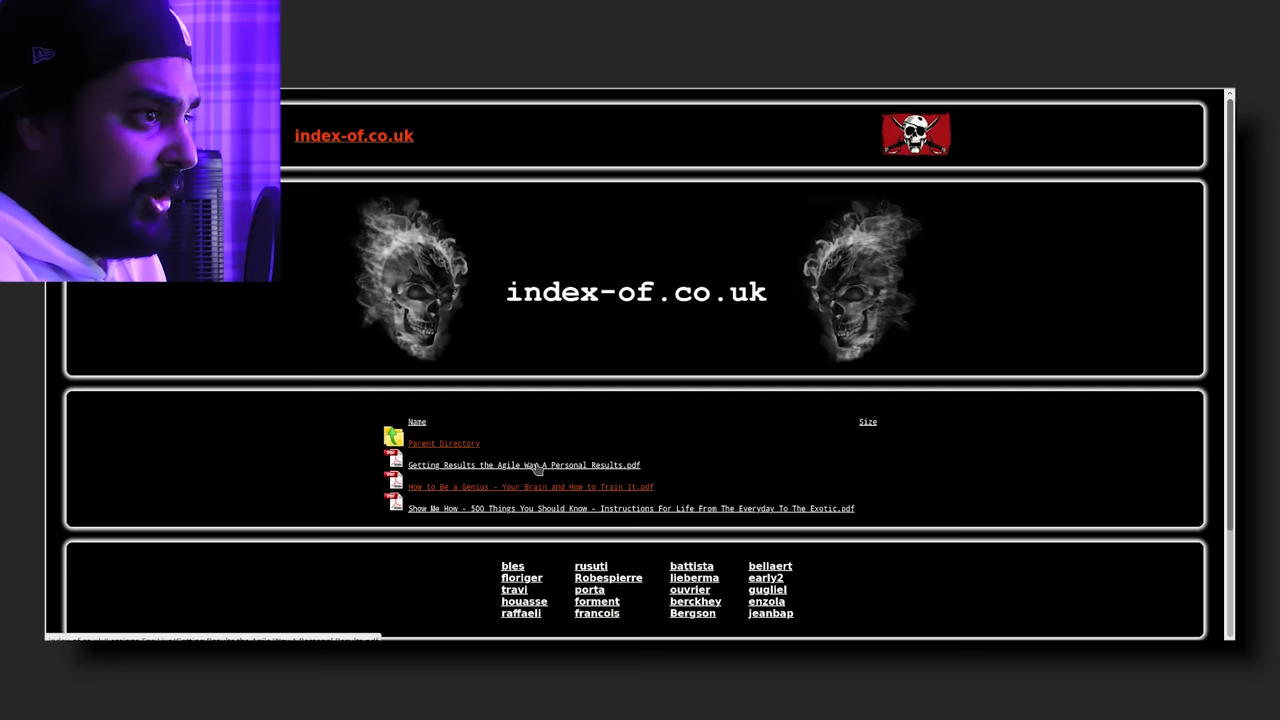 index-of.co.uk
index-of.co.uk
Name Size
Parent Directory
Getting Results the Agile Way A Personal Results.pdf
How to Be a Genius - Your Brain and How to Train It.pdf
Show Me How - 500 Things You Should Know - Instructions For Life From The Everyday To The Exotic.pdf
bles rusuti battista bellaert
floriger Robespierre lieberma early2
travi porta ouvrier gugliel
houasse forment berckhey enzola
raffaeli francois Bergson jeanbap